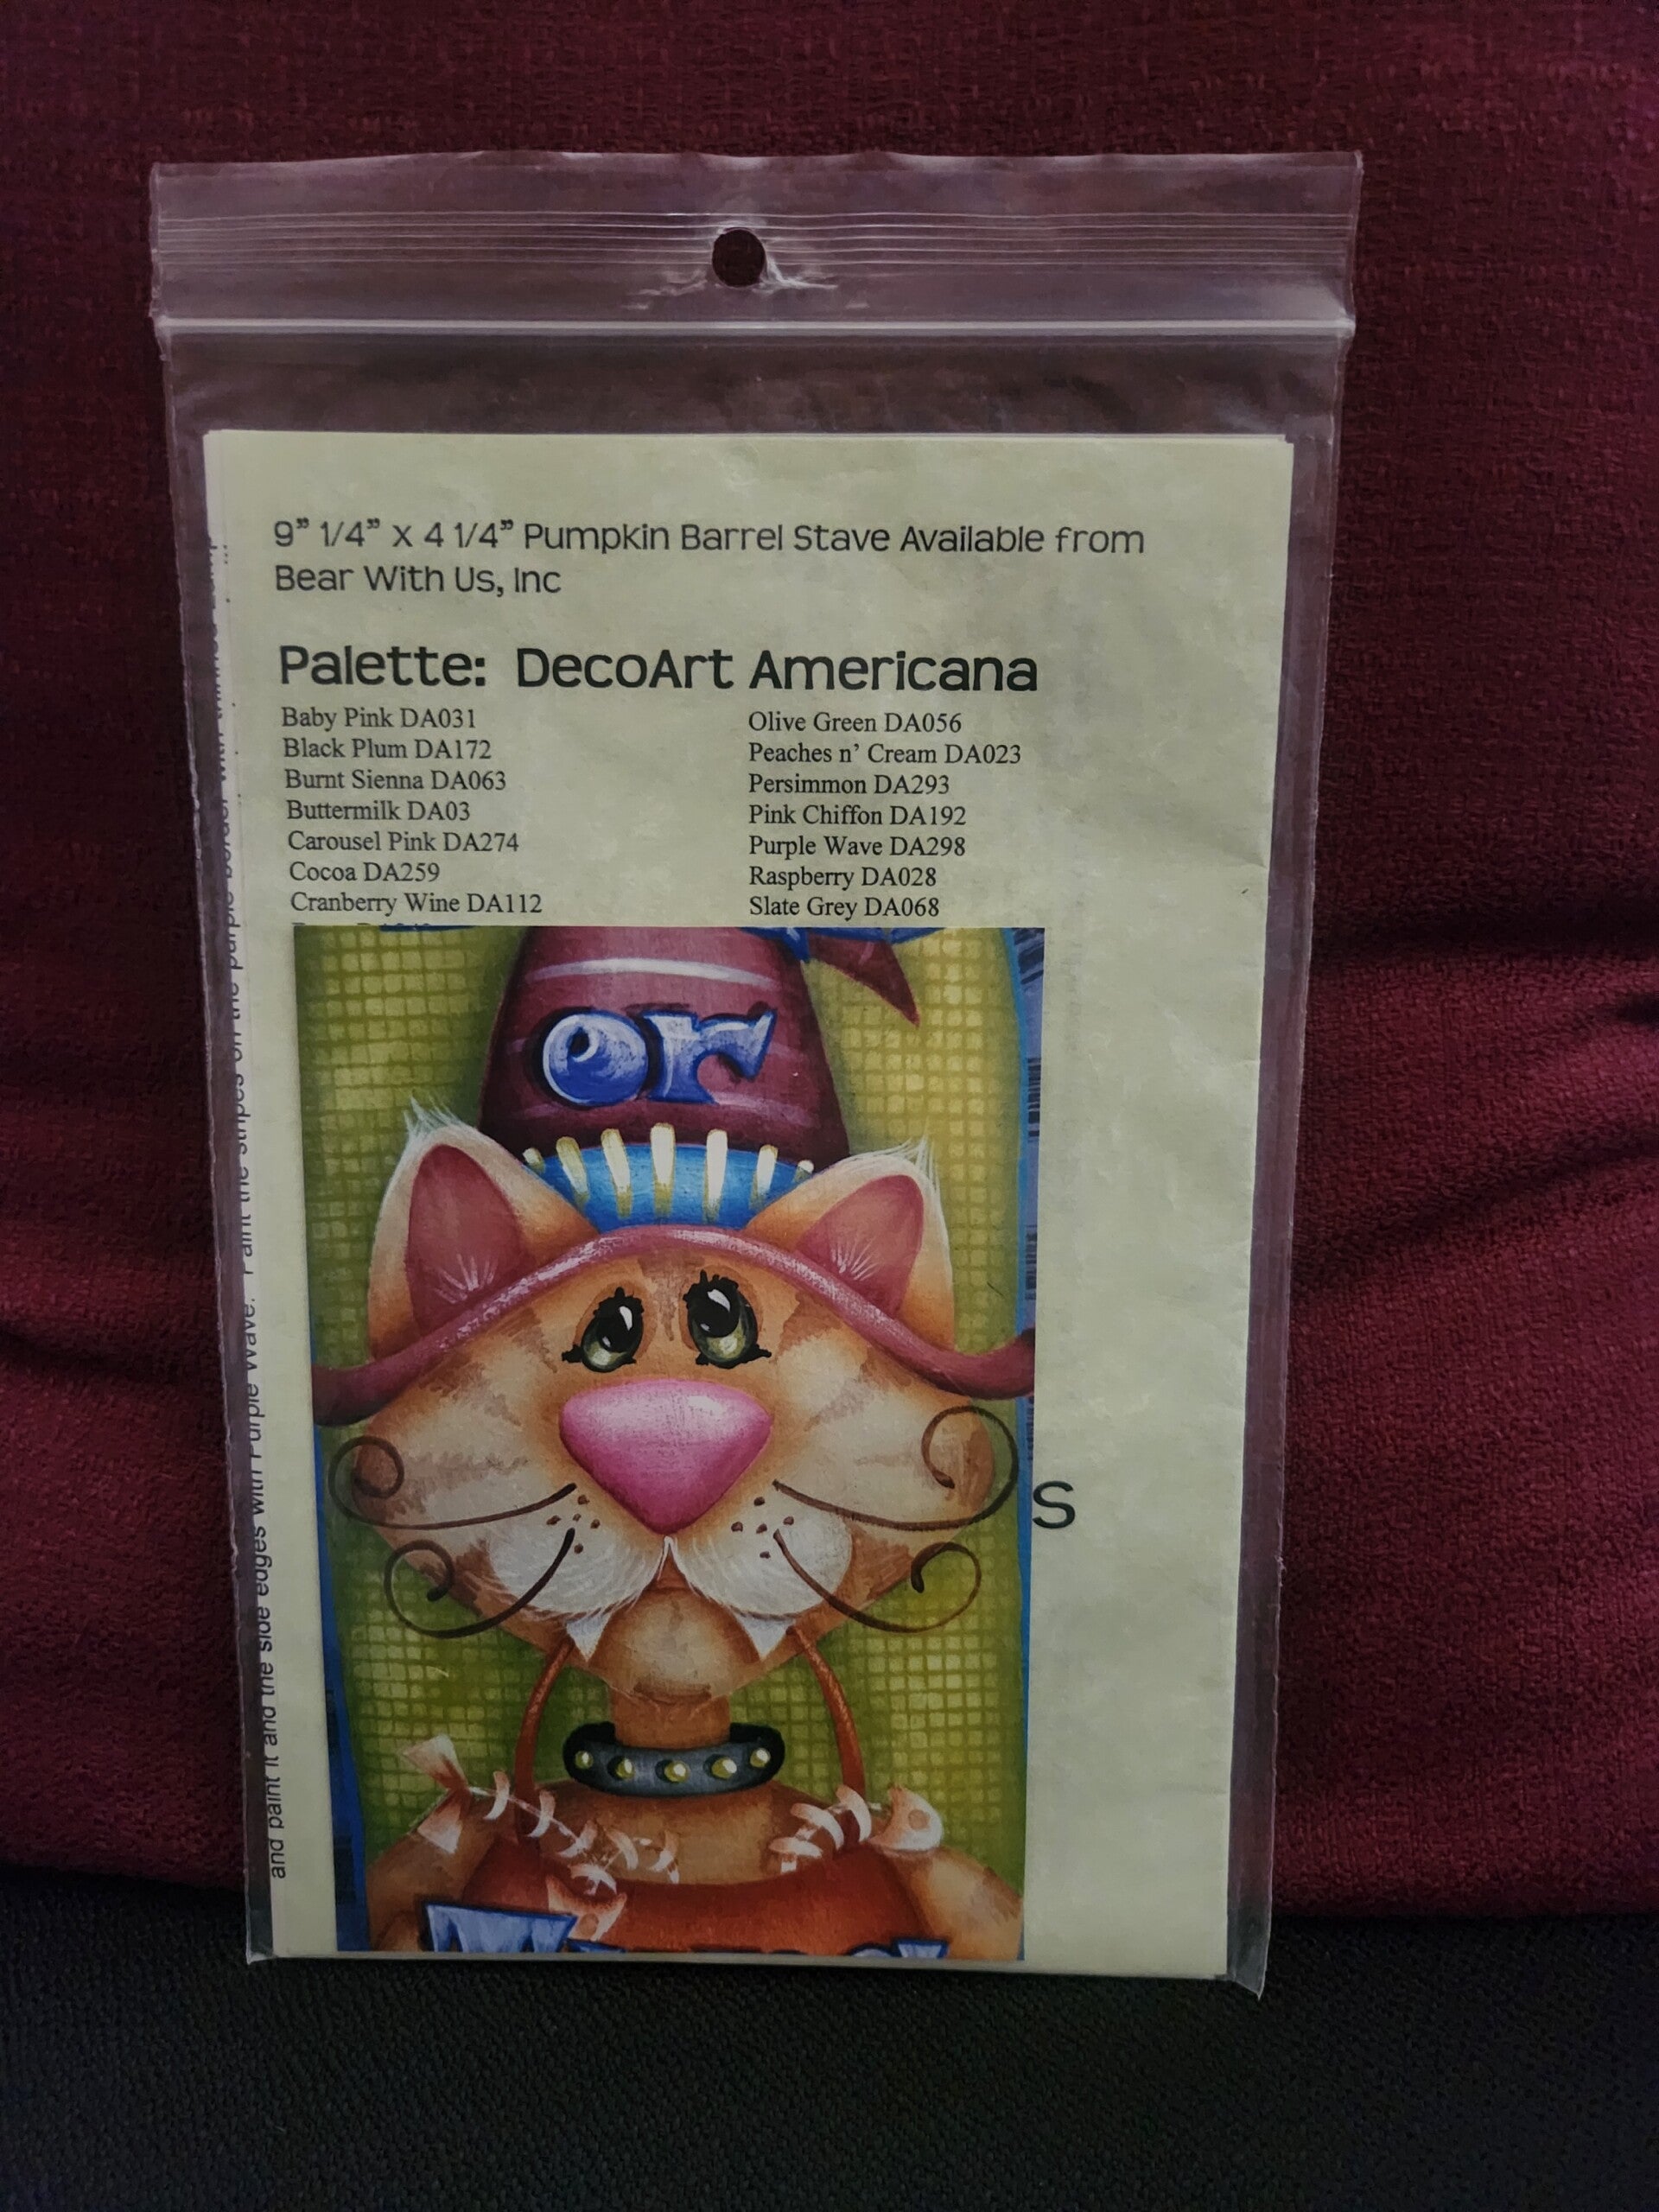 9” 1/4” X 4 1/4” Pumpkin Barrel Stave Available from
Bear With Us, Inc
Palette: DecoArt Americana
Baby Pink DA031
Black Plum DA172
Burnt Sienna DA063
Buttermilk DA03
Carousel Pink DA274
Cocoa DA259
Cranberry Wine DA112
Olive Green DA056
Peaches n’ Cream DA023
Persimmon DA293
Pink Chiffon DA192
Purple Wave DA298
Raspberry DA028
Slate Grey DA068
or
s
Paint the stripes on the purple border with
and paint it and the side edges with Purple Wave.